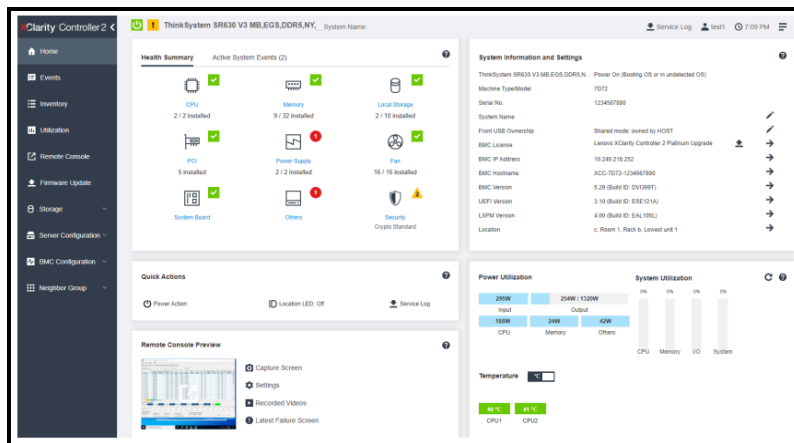 XClarity Controller 2
ThinkSystem SR630 V3 MB,EGS,DDR5,NY,_ System Name:
Service Log
test1
7:09 PM
Home
Events
Inventory
Utilization
Remote Console
Firmware Update
Storage
Server Configuration
BMC Configuration
Neighbor Group
Health Summary
Active System Events (2)
CPU
2 / 2 installed
Memory
9 / 32 installed
Local Storage
2 / 10 installed
PCI
6 installed
1
Power Supply
2 / 2 installed
Fan
16 / 16 installed
System Board
1
Others
2
Security
Crypto:Standard
System Information and Settings
ThinkSystem SR630 V3 MB,EGS,DDR5,N... Power On (Booting OS or in undetected OS)
Machine Type/Model 7D72
Serial No. 1234567890
System Name
Front USB Ownership Shared mode: owned by HOST
BMC License Lenovo XClarity Controller 2 Platinum Upgrade
BMC IP Address 10.240.218.252
BMC Hostname XCC-7D72-1234567890
BMC Version 5.29 (Build ID: DVI399T)
UEFI Version 3.10 (Build ID: ESE121A)
LXPM Version 4.00 (Build ID: EAL105L)
Location c, Room 1, Rack b, Lowest unit 1
Quick Actions
Power Action
Location LED: Off
Service Log
Remote Console Preview
Capture Screen
Settings
Recorded Videos
Latest Failure Screen
Power Utilization
295W
Input
254W / 1320W
Output
188W
CPU
24W
Memory
42W
Others
System Utilization
0% 0% 0% 0%
CPU Memory I/O System
Temperature °C
40 °C 41 °C
CPU1 CPU2